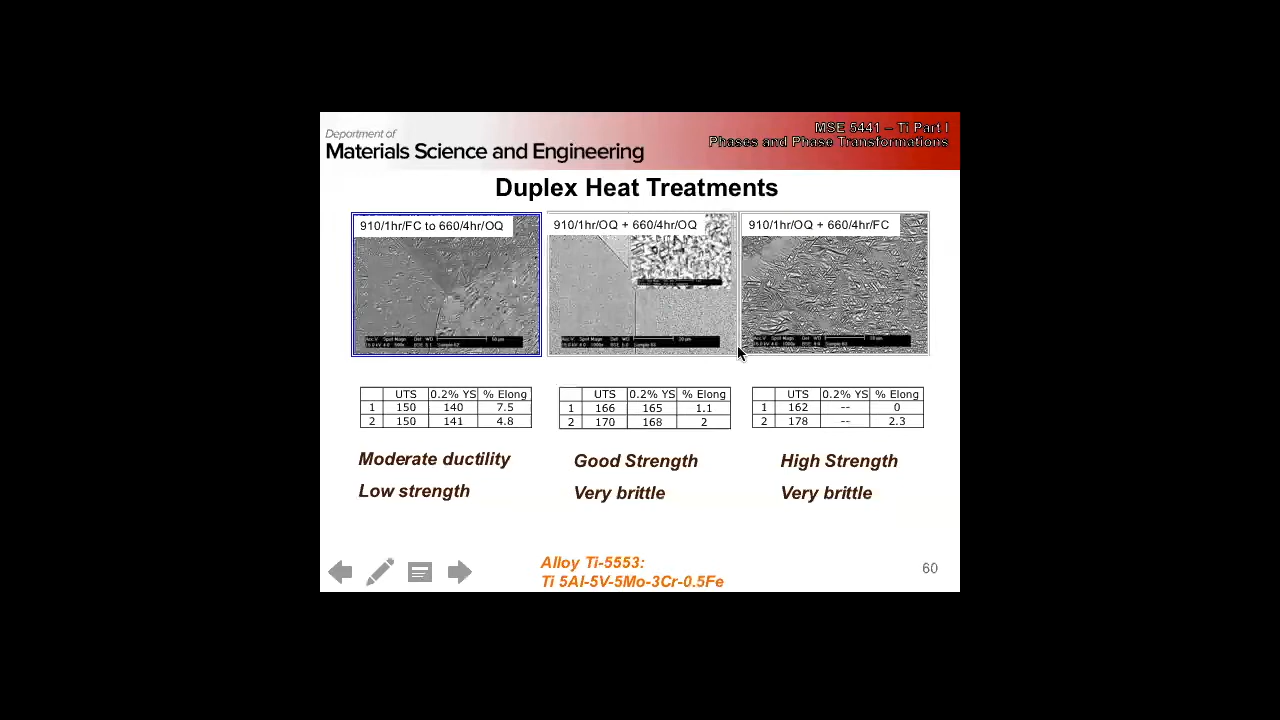 Department of
Materials Science and Engineering
MSE 5441 – Ti Part I
Phases and Phase Transformations
Duplex Heat Treatments
910/1hr/FC to 660/4hr/OQ
910/1hr/OQ + 660/4hr/OQ
910/1hr/OQ + 660/4hr/FC
UTS 0.2% YS % Elong
1 150 140 7.5
2 150 141 4.8
UTS 0.2% YS % Elong
1 166 165 1.1
2 170 168 2
UTS 0.2% YS % Elong
1 162 -- 0
2 178 -- 2.3
Moderate ductility
Low strength
Good Strength
Very brittle
High Strength
Very brittle
Alloy Ti-5553:
Ti 5Al-5V-5Mo-3Cr-0.5Fe
60